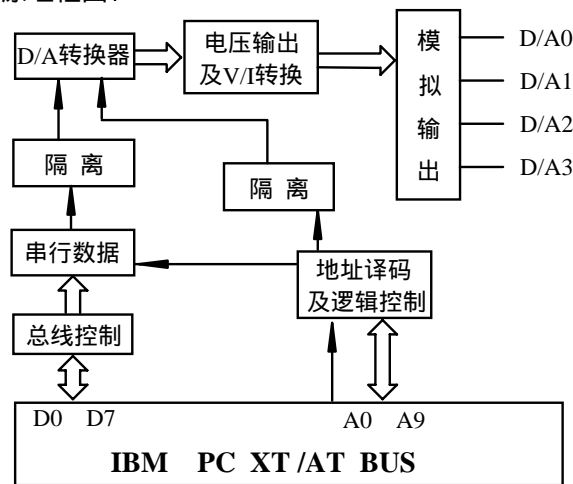 D/A转换器
电压输出
及V/I转换
模
拟
输
出
D/A0
D/A1
D/A2
D/A3
隔 离
隔 离
串行数据
地址译码
及逻辑控制
总线控制
D0 D7
A0 A9
IBM PC XT /AT BUS